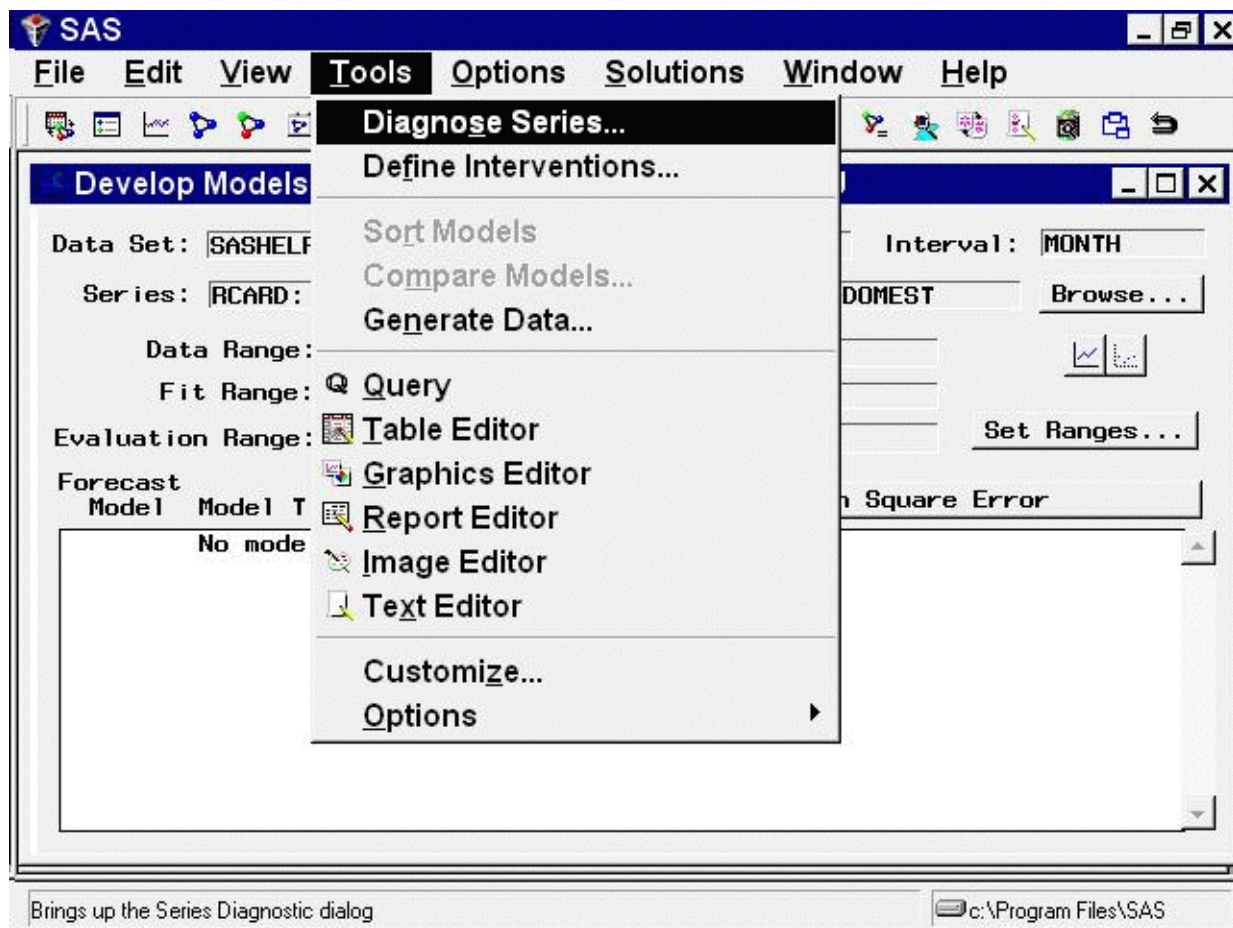 SAS
File Edit View Tools Options Solutions Window Help
Develop Models
Data Set: SASHELP Interval: MONTH
Series: RCARD: DOMEST Browse...
Data Range:
Fit Range:
Evaluation Range: Set Ranges...
Forecast
Model Model T n Square Error
No mode
Diagnose Series...
Define Interventions...
Sort Models
Compare Models...
Generate Data...
Query
Table Editor
Graphics Editor
Report Editor
Image Editor
Text Editor
Customize...
Options
Brings up the Series Diagnostic dialog c:\Program Files\SAS